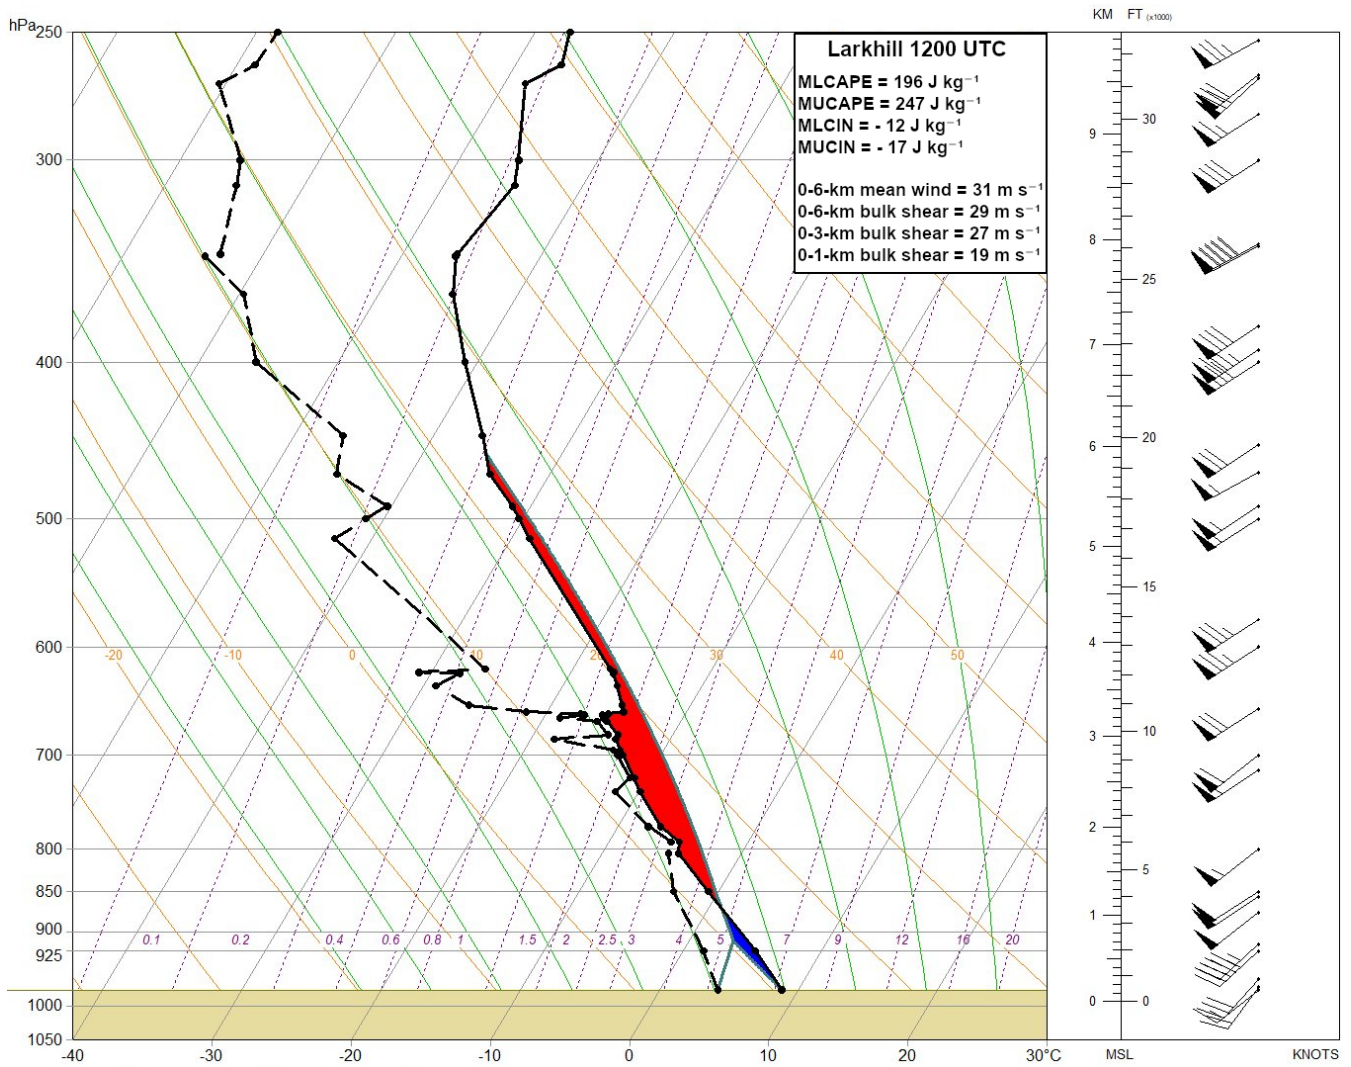 hPa
KM FT (x1000)
250
Larkhill 1200 UTC
MLCAPE = 196 J kg⁻¹
MUCAPE = 247 J kg⁻¹
MLCIN = - 12 J kg⁻¹
MUCIN = - 17 J kg⁻¹
0-6-km mean wind = 31 m s⁻¹
0-6-km bulk shear = 29 m s⁻¹
0-3-km bulk shear = 27 m s⁻¹
0-1-km bulk shear = 19 m s⁻¹
30
9
300
8
25
7
400
20
6
500
5
15
4
600
-20 -10 0 10 20 30 40 50
3
10
700
2
800
5
850
1
900
0.1 0.2 0.4 0.6 0.8 1 1.5 2 2.5 3 4 5 7 9 12 16 20
925
0 0
1000
1050
-40 -30 -20 -10 0 10 20 30°C MSL KNOTS